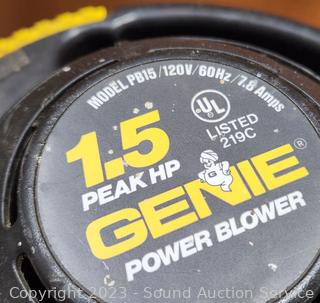 MODEL PB15 /120V/60Hz/7.8 Amps
UL
LISTED
219C
1.5
PEAK HP
GENIE®
POWER BLOWER
Copyright 2023 - Sound Auction Service